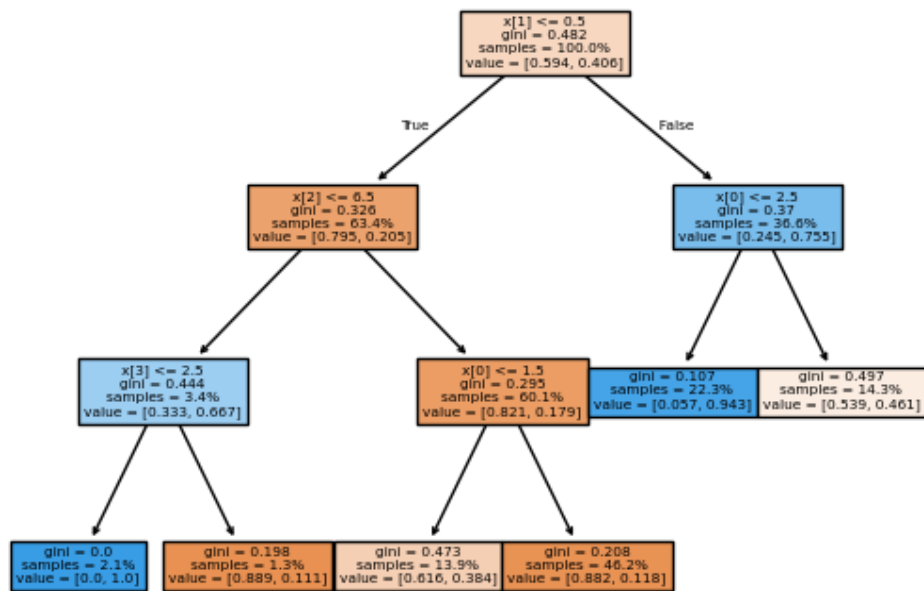 x[1] <= 0.5
gini = 0.482
samples = 100.0%
value = [0.594, 0.406]
True
False
x[2] <= 6.5
gini = 0.326
samples = 63.4%
value = [0.795, 0.205]
x[0] <= 2.5
gini = 0.37
samples = 36.6%
value = [0.245, 0.755]
x[3] <= 2.5
gini = 0.444
samples = 3.4%
value = [0.333, 0.667]
x[0] <= 1.5
gini = 0.295
samples = 60.1%
value = [0.821, 0.179]
gini = 0.107
samples = 22.3%
value = [0.057, 0.943]
gini = 0.497
samples = 14.3%
value = [0.539, 0.461]
gini = 0.0
samples = 2.1%
value = [0.0, 1.0]
gini = 0.198
samples = 1.3%
value = [0.889, 0.111]
gini = 0.473
samples = 13.9%
value = [0.616, 0.384]
gini = 0.208
samples = 46.2%
value = [0.882, 0.118]